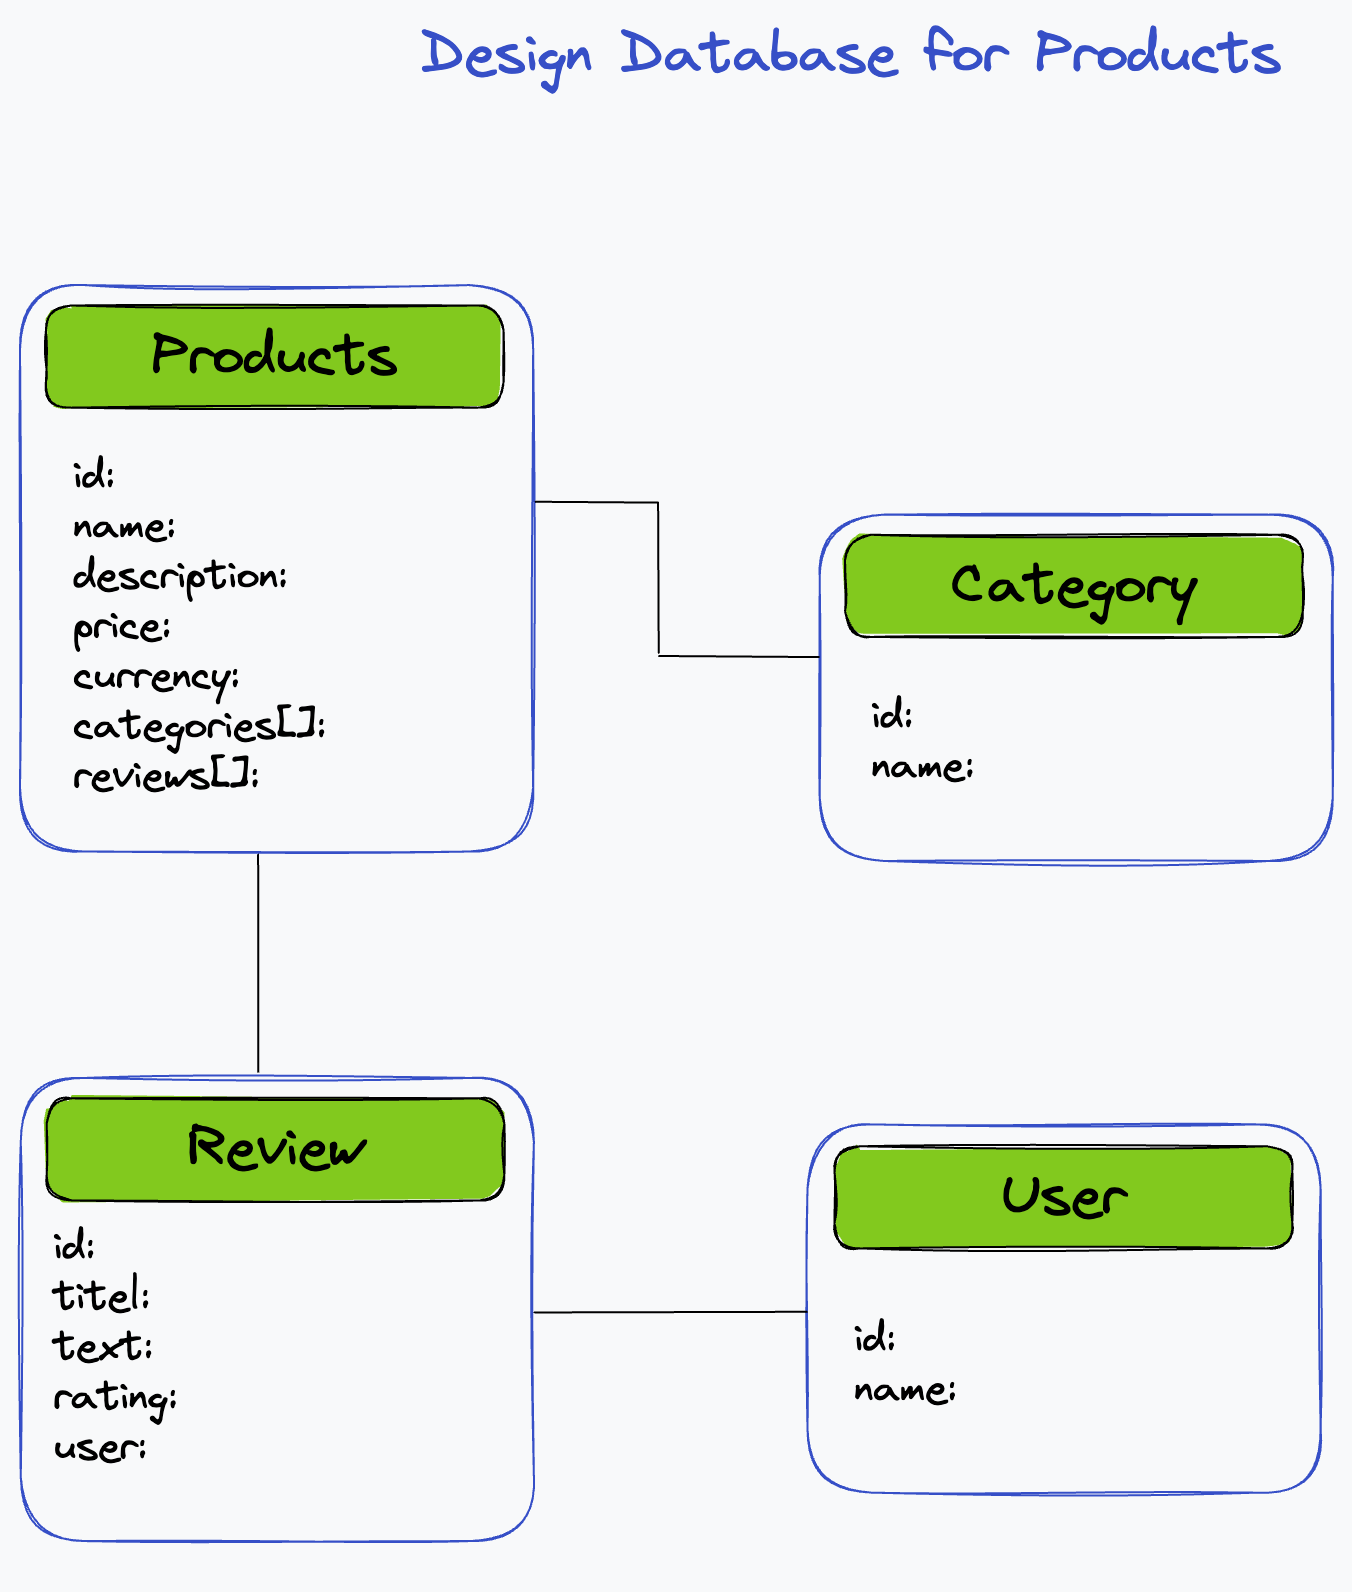 Design Database for Products
Products
id:
name:
description:
price:
currency:
categories[]:
reviews[]:
Category
id:
name:
Review
id:
titel:
text:
rating:
user:
User
id:
name: